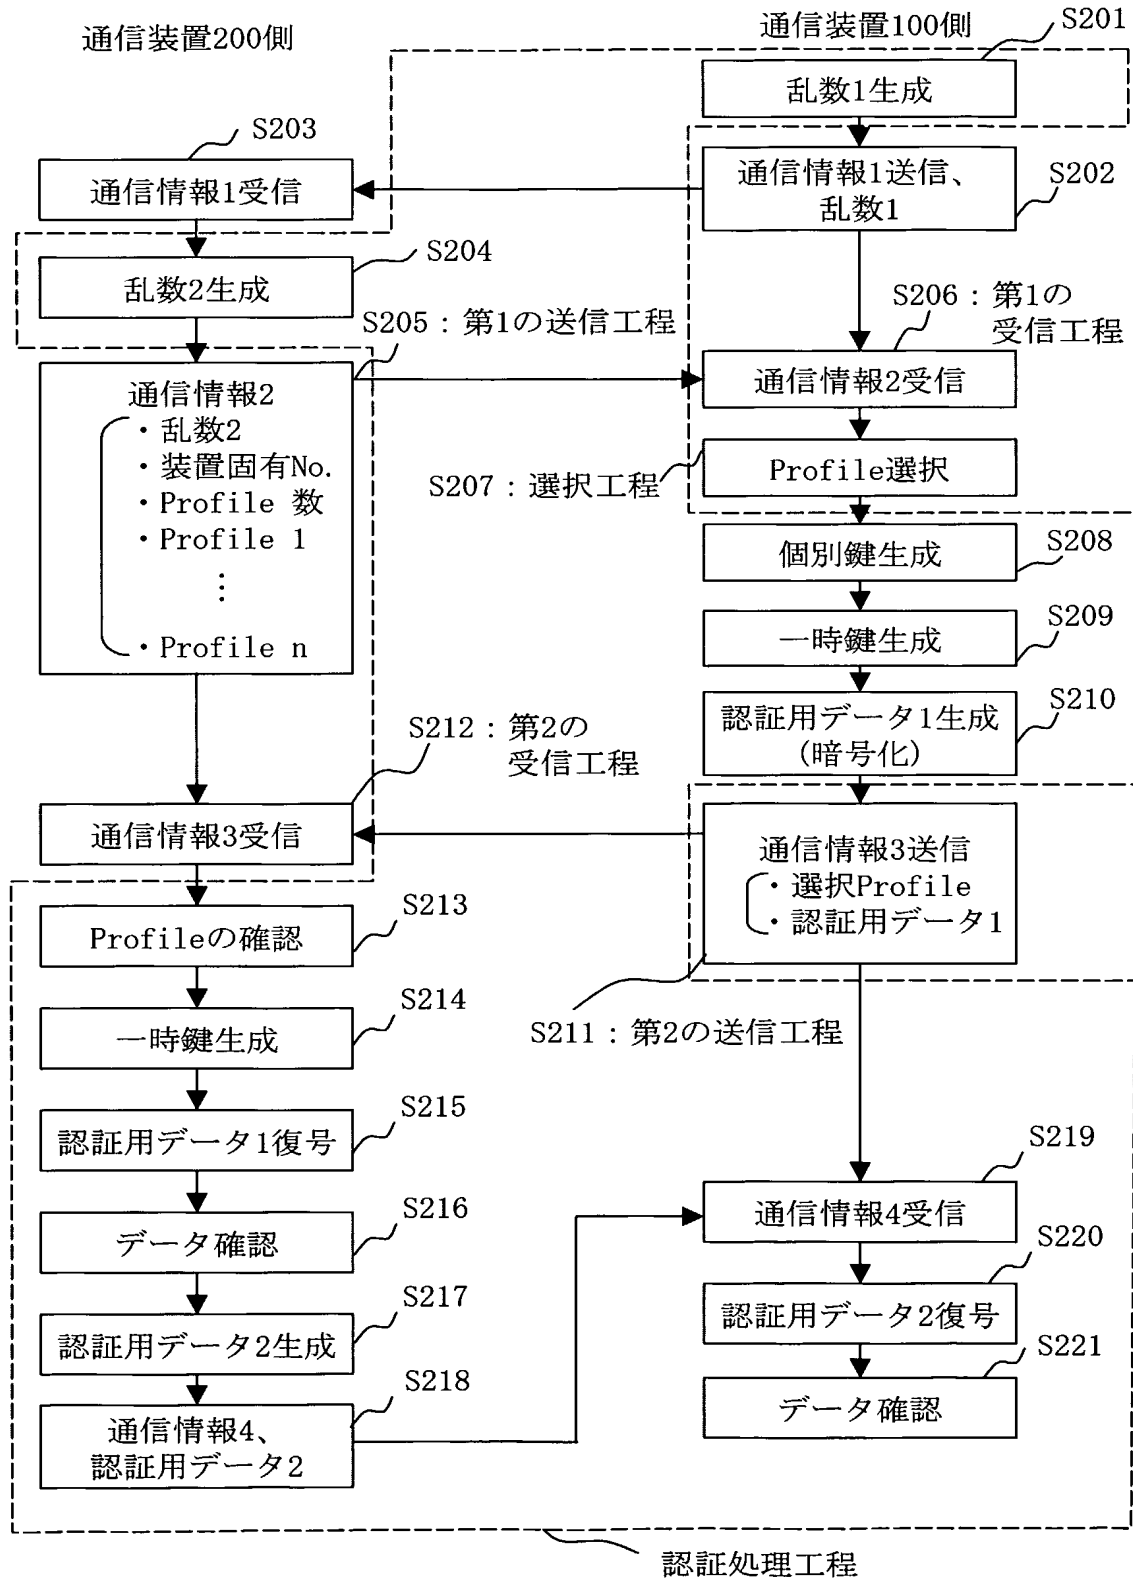 通信装置200側
通信装置100側
S201
乱数1生成
S203
通信情報1受信
通信情報1送信、
乱数1
S202
S204
乱数2生成
S205：第1の送信工程
S206：第1の
受信工程
通信情報2
・乱数2
・装置固有No.
・Profile 数
・Profile 1
⋮
・Profile n
通信情報2受信
S207：選択工程
Profile選択
個別鍵生成
S208
一時鍵生成
S209
認証用データ1生成
(暗号化)
S210
S212：第2の
受信工程
通信情報3受信
通信情報3送信
・選択Profile
・認証用データ1
S211：第2の送信工程
Profileの確認
S213
一時鍵生成
S214
認証用データ1復号
S215
データ確認
S216
認証用データ2生成
S217
通信情報4、
認証用データ2
S218
通信情報4受信
S219
認証用データ2復号
S220
データ確認
S221
認証処理工程